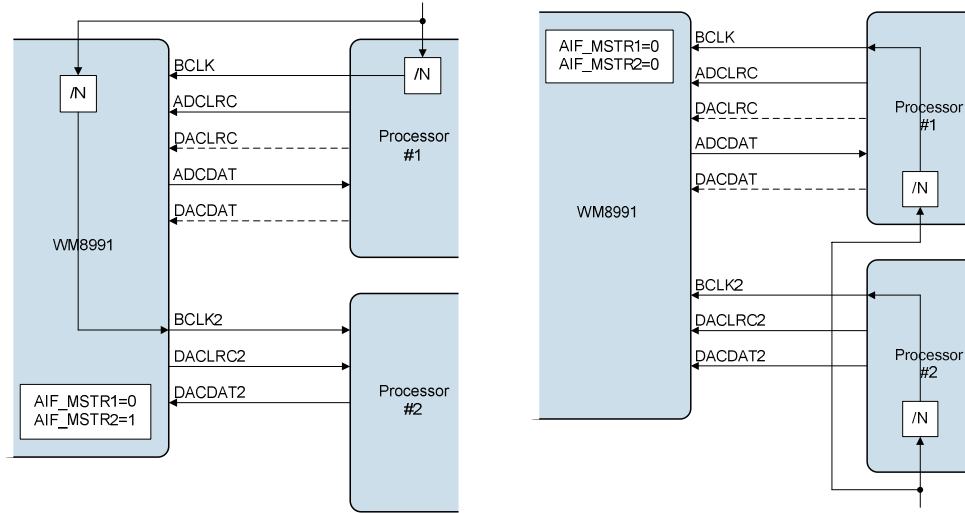 /N
/N
BCLK
ADCLRC
DACLRC
Processor
#1
ADCDAT
DACDAT
WM8991
BCLK2
DACLRC2
DACDAT2
Processor
#2
AIF_MSTR1=0
AIF_MSTR2=1
AIF_MSTR1=0
AIF_MSTR2=0
BCLK
ADCLRC
DACLRC
Processor
#1
ADCDAT
DACDAT
/N
WM8991
BCLK2
DACLRC2
DACDAT2
Processor
#2
/N